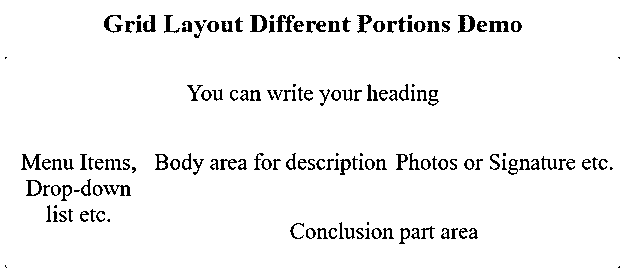 Grid Layout Different Portions Demo
You can write your heading
Menu Items,
Drop-down
list etc.
Body area for description
Photos or Signature etc.
Conclusion part area